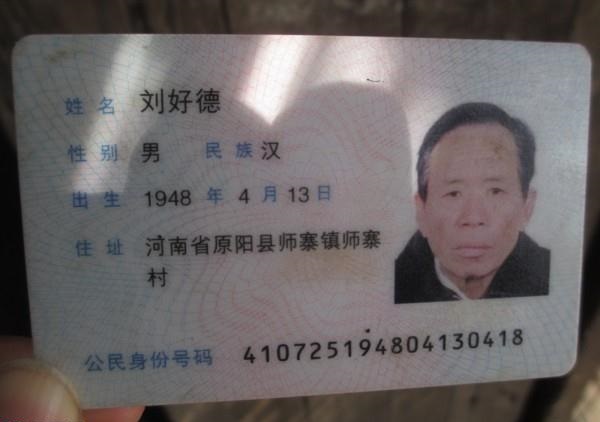 姓名 刘好德
性别 男 民族 汉
出生 1948 年 4 月 13 日
住址 河南省原阳县师寨镇师寨
村
公民身份号码 410725194804130418